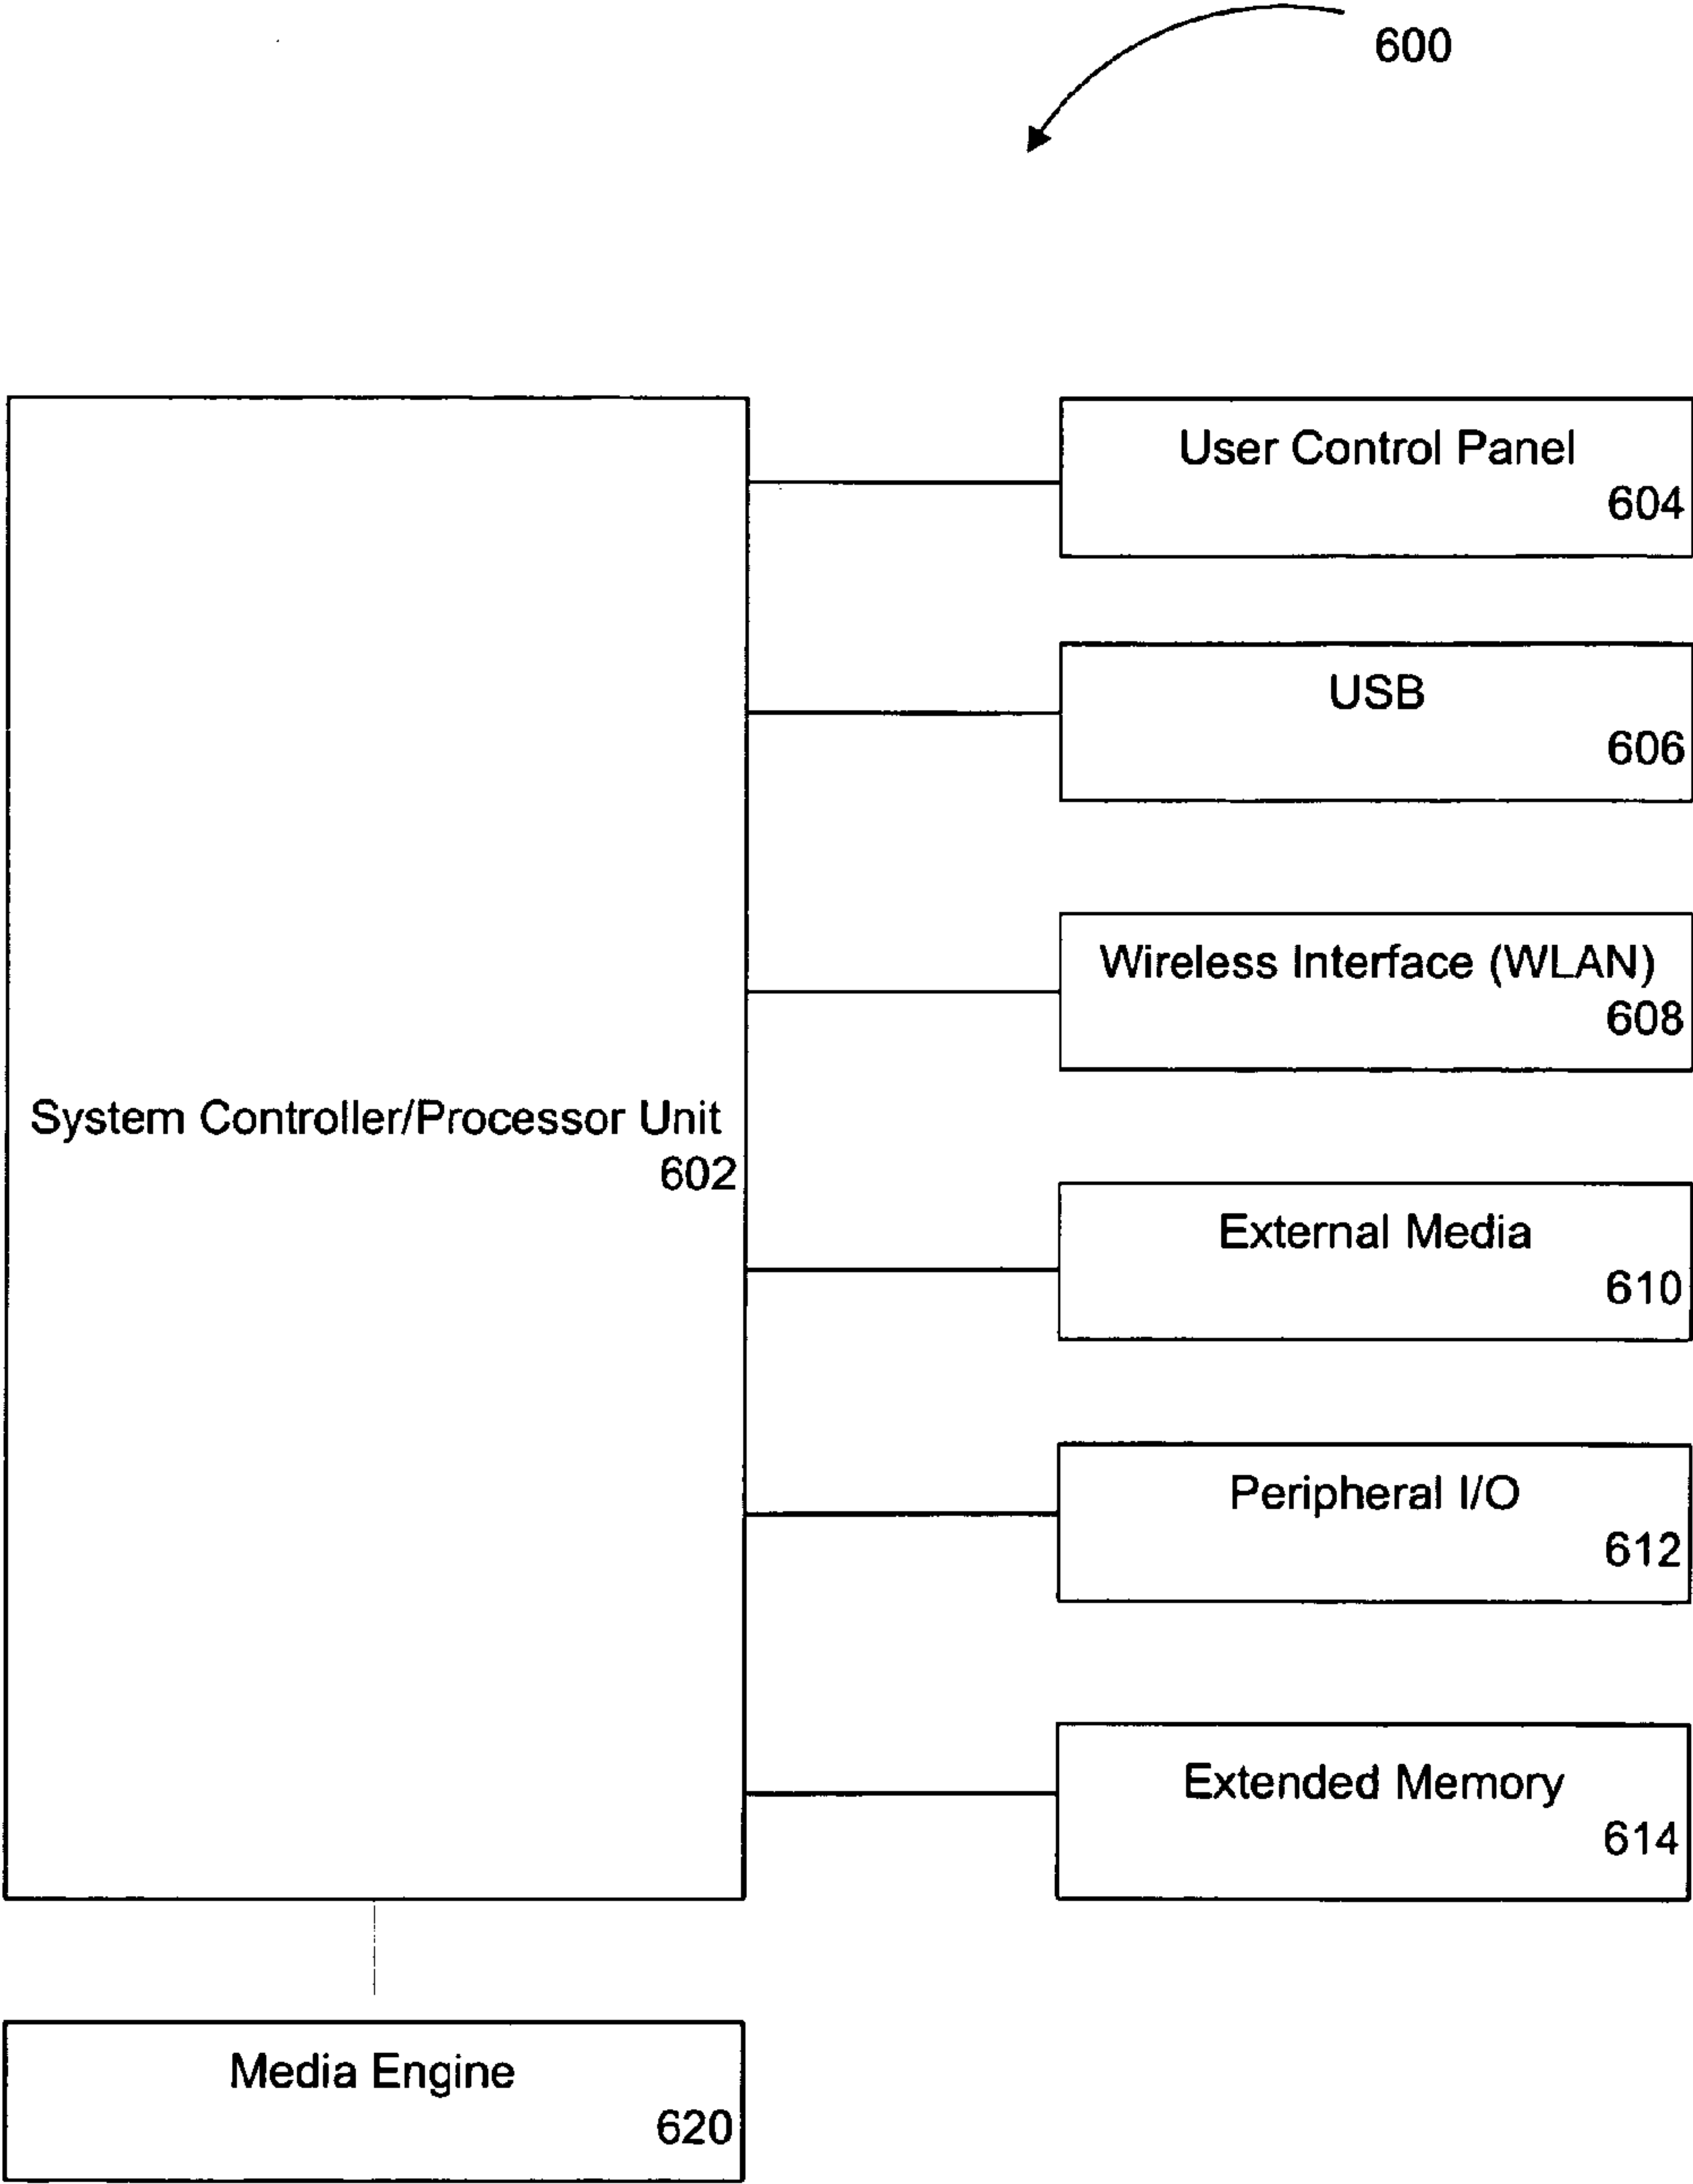 600
User Control Panel
604
USB
606
Wireless Interface (WLAN)
608
System Controller/Processor Unit
602
External Media
610
Peripheral I/O
612
Extended Memory
614
Media Engine
620